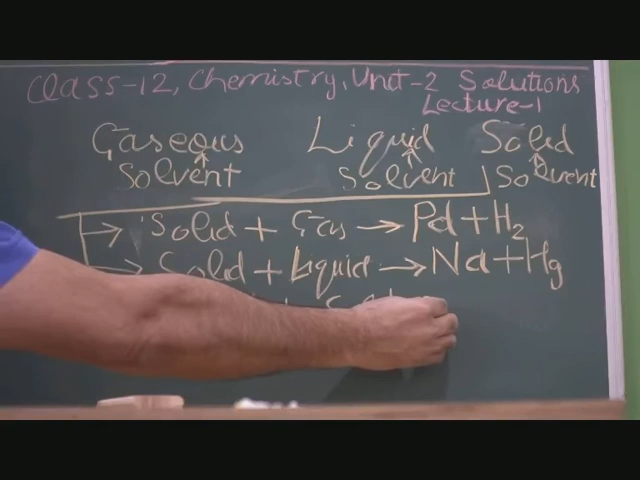 Class-12, Chemistry, Unit-2 Solutions
Lecture-1
Gaseous Liquid Solid
Solvent Solvent Solvent
Solid + Gas → Pd + H2
Solid + Liquid → Na + Hg